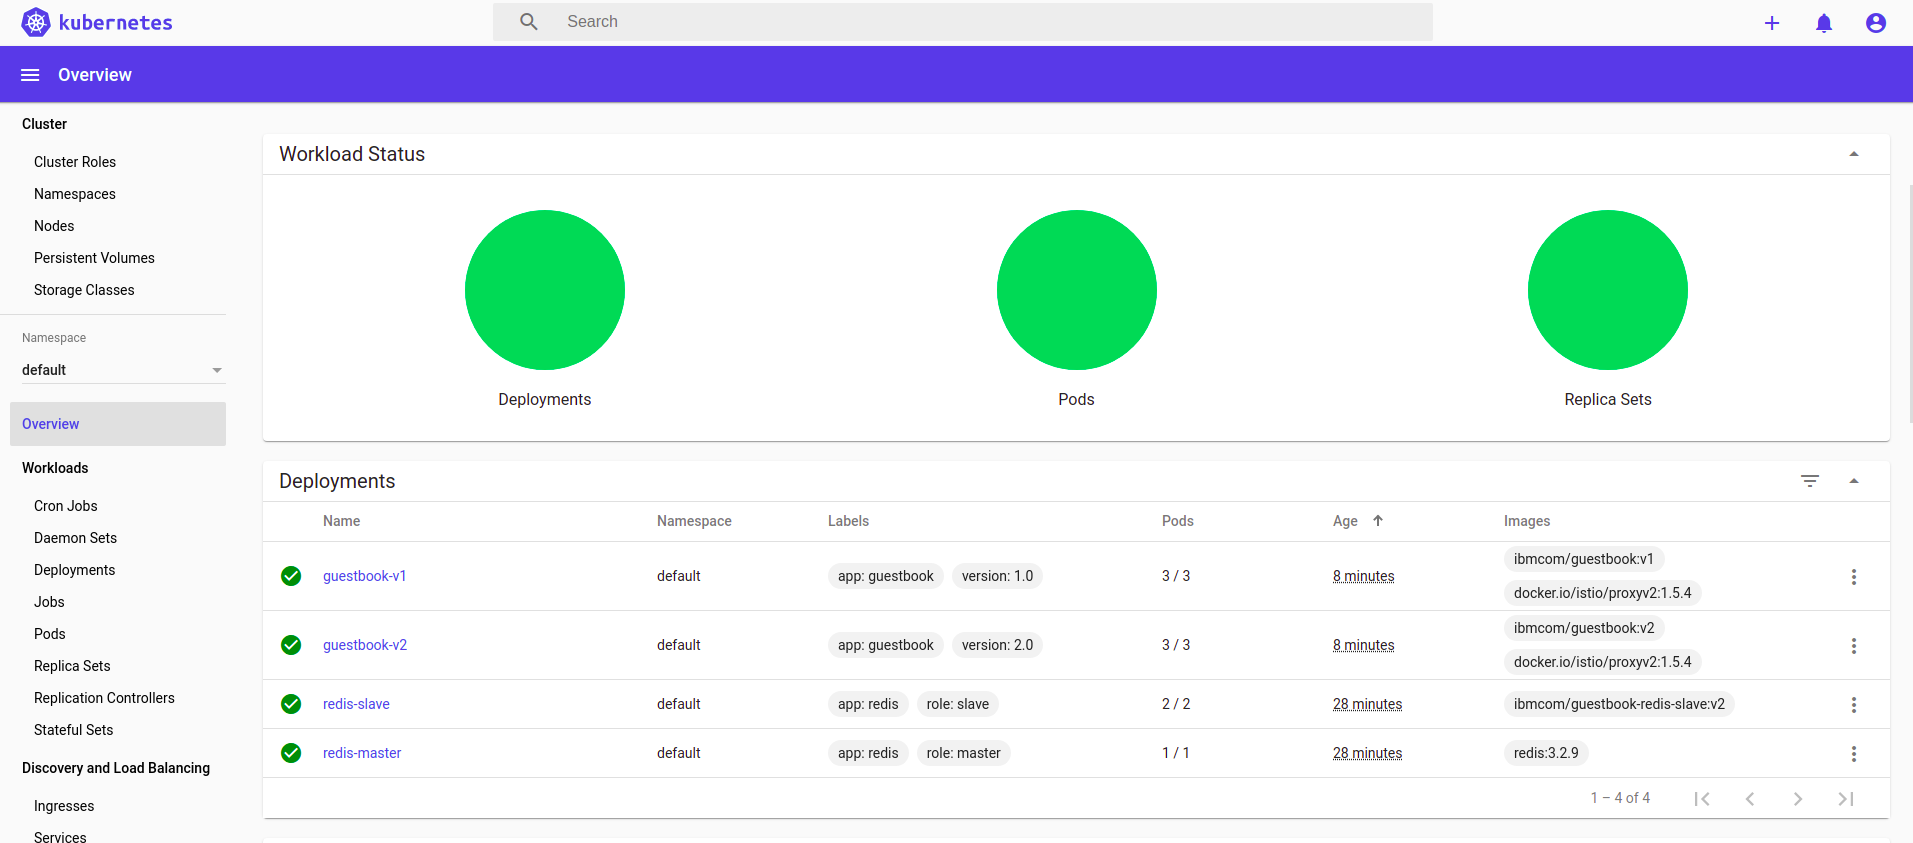 kubernetes
Search
Overview
Cluster
Cluster Roles
Namespaces
Nodes
Persistent Volumes
Storage Classes
Namespace
default
Overview
Workloads
Cron Jobs
Daemon Sets
Deployments
Jobs
Pods
Replica Sets
Replication Controllers
Stateful Sets
Discovery and Load Balancing
Ingresses
Services
Workload Status
Deployments Pods Replica Sets
Deployments
Name Namespace Labels Pods Age Images
guestbook-v1 default app: guestbook version: 1.0 3 / 3 8 minutes ibmcom/guestbook:v1
docker.io/istio/proxyv2:1.5.4
guestbook-v2 default app: guestbook version: 2.0 3 / 3 8 minutes ibmcom/guestbook:v2
docker.io/istio/proxyv2:1.5.4
redis-slave default app: redis role: slave 2 / 2 28 minutes ibmcom/guestbook-redis-slave:v2
redis-master default app: redis role: master 1 / 1 28 minutes redis:3.2.9
1 – 4 of 4